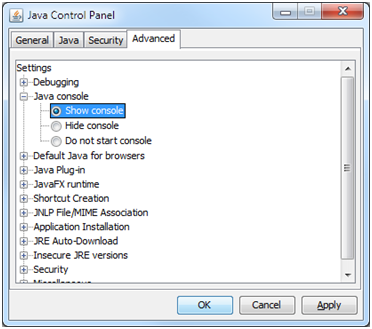 Java Control Panel
General Java Security Advanced
Settings
Debugging
Java console
Show console
Hide console
Do not start console
Default Java for browsers
Java Plug-in
JavaFX runtime
Shortcut Creation
JNLP File/MIME Association
Application Installation
JRE Auto-Download
Insecure JRE versions
Security
Miscellaneous
OK Cancel Apply